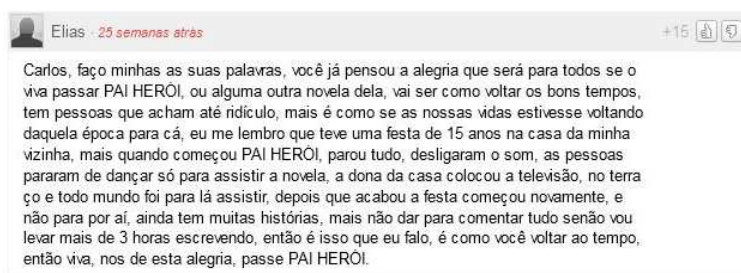 Elias · 25 semanas atrás +15
Carlos, faço minhas as suas palavras, você já pensou a alegria que será para todos se o
viva passar PAI HERÓI, ou alguma outra novela dela, vai ser como voltar os bons tempos,
tem pessoas que acham até ridículo, mais é como se as nossas vidas estivesse voltando
daquela época para cá, eu me lembro que teve uma festa de 15 anos na casa da minha
vizinha, mais quando começou PAI HERÓI, parou tudo, desligaram o som, as pessoas
pararam de dançar só para assistir a novela, a dona da casa colocou a televisão, no terra
ço e todo mundo foi para lá assistir, depois que acabou a festa começou novamente, e
não para por aí, ainda tem muitas histórias, mais não dar para comentar tudo senão vou
levar mais de 3 horas escrevendo, então é isso que eu falo, é como você voltar ao tempo,
então viva, nos de esta alegria, passe PAI HERÓI.